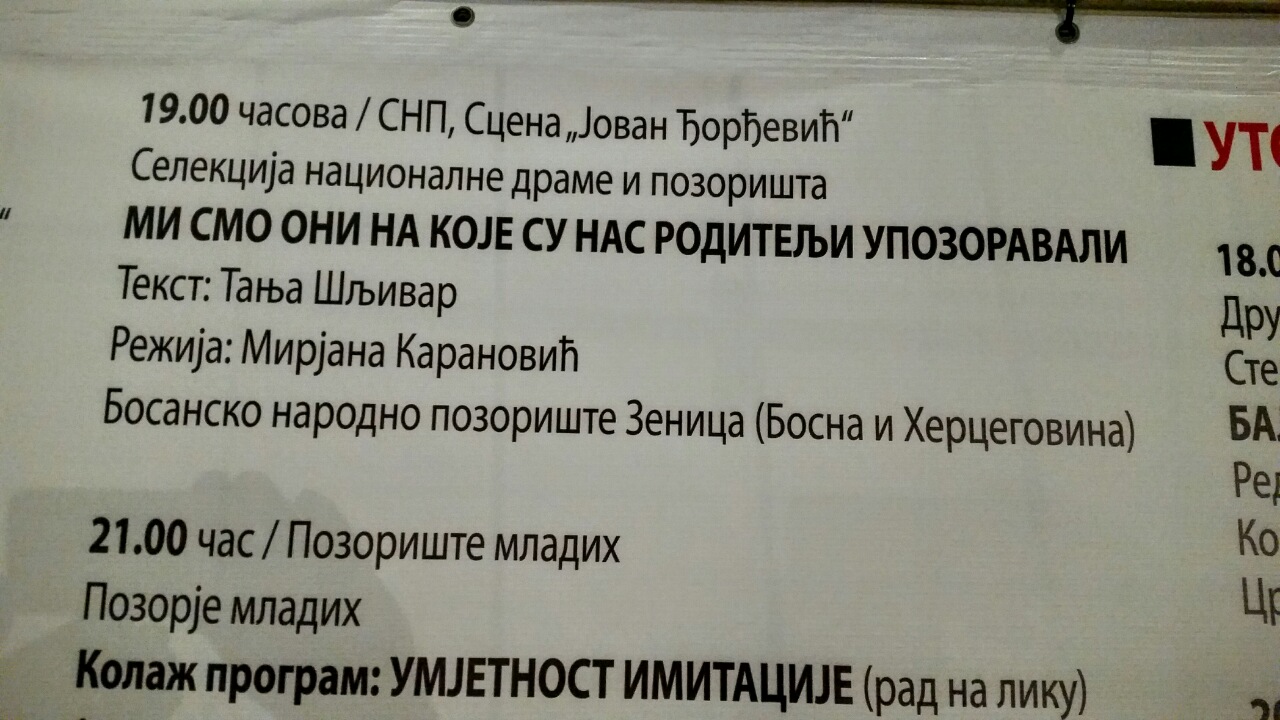 19.00 часова / СНП, Сцена „Јован Ђорђевић“
Селекција националне драме и позоришта
МИ СМО ОНИ НА КОЈЕ СУ НАС РОДИТЕЉИ УПОЗОРАВАЛИ
Текст: Тања Шљивар
Режија: Мирјана Карановић
Босанско народно позориште Зеница (Босна и Херцеговина)
21.00 час / Позориште младих
Позорје младих
Колаж програм: УМЈЕТНОСТ ИМИТАЦИЈЕ (рад на лику)